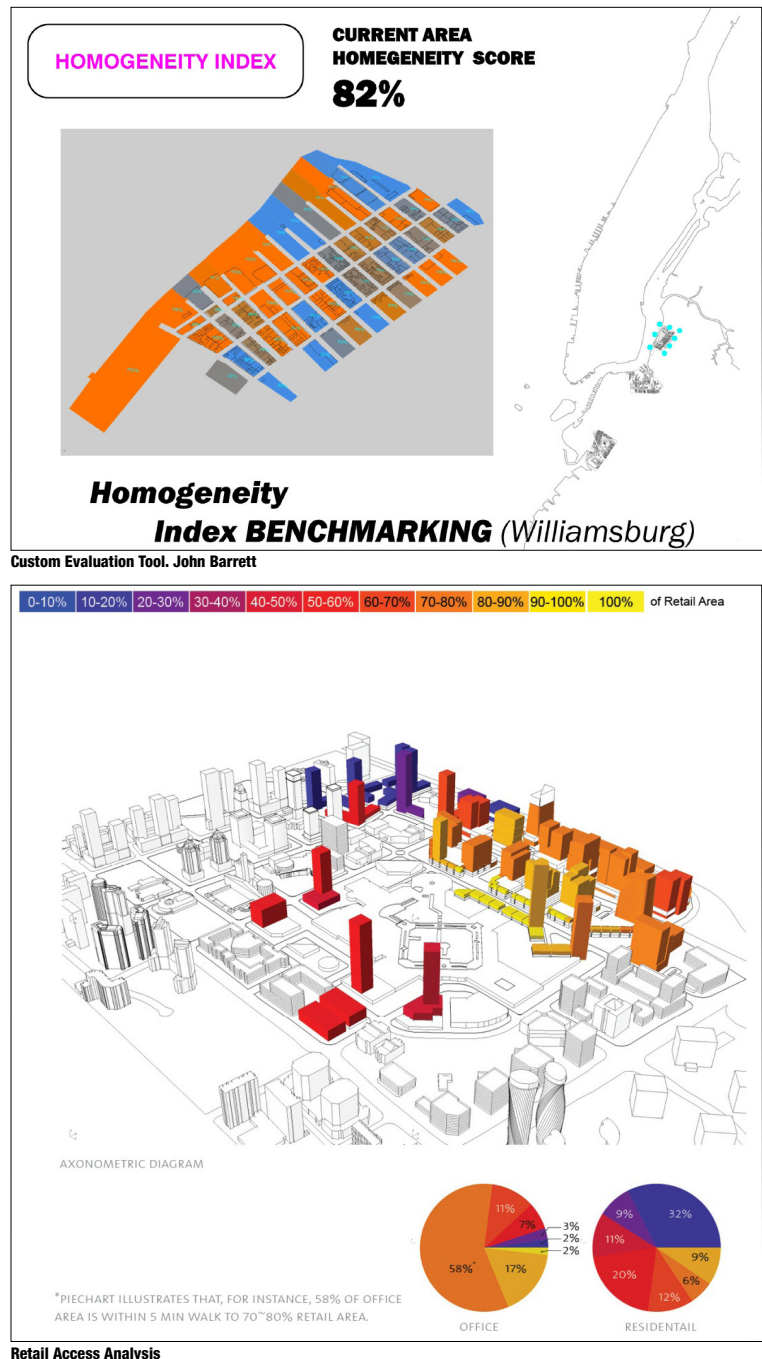 HOMOGENEITY INDEX
CURRENT AREA
HOMEGENEITY SCORE
82%
Homogeneity
Index BENCHMARKING (Williamsburg)
Custom Evaluation Tool. John Barrett
0-10% 10-20% 20-30% 30-40% 40-50% 50-60% 60-70% 70-80% 80-90% 90-100% 100% of Retail Area
AXONOMETRIC DIAGRAM
11%
7%
3%
2%
2%
17%
58%*
OFFICE
32%
9%
11%
20%
12%
6%
9%
RESIDENTAIL
*PIECHART ILLUSTRATES THAT, FOR INSTANCE, 58% OF OFFICE
AREA IS WITHIN 5 MIN WALK TO 70~80% RETAIL AREA.
Retail Access Analysis